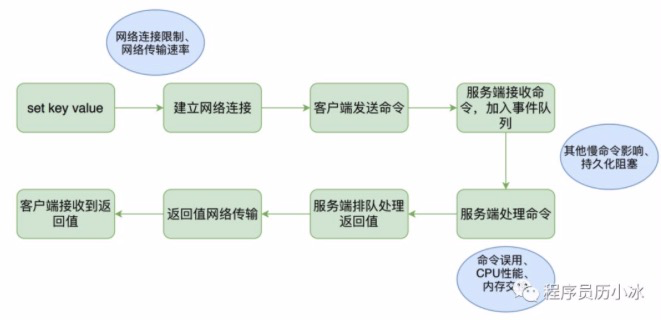 网络连接限制、
网络传输速率
set key value
建立网络连接
客户端发送命令
服务端接收命
令，加入事件队
列
其他慢命令影响、
持久化阻塞
客户端接收到返
回值
返回值网络传输
服务端排队处理
返回值
服务端处理命令
命令误用、
CPU性能、
内存交
程序员历小冰